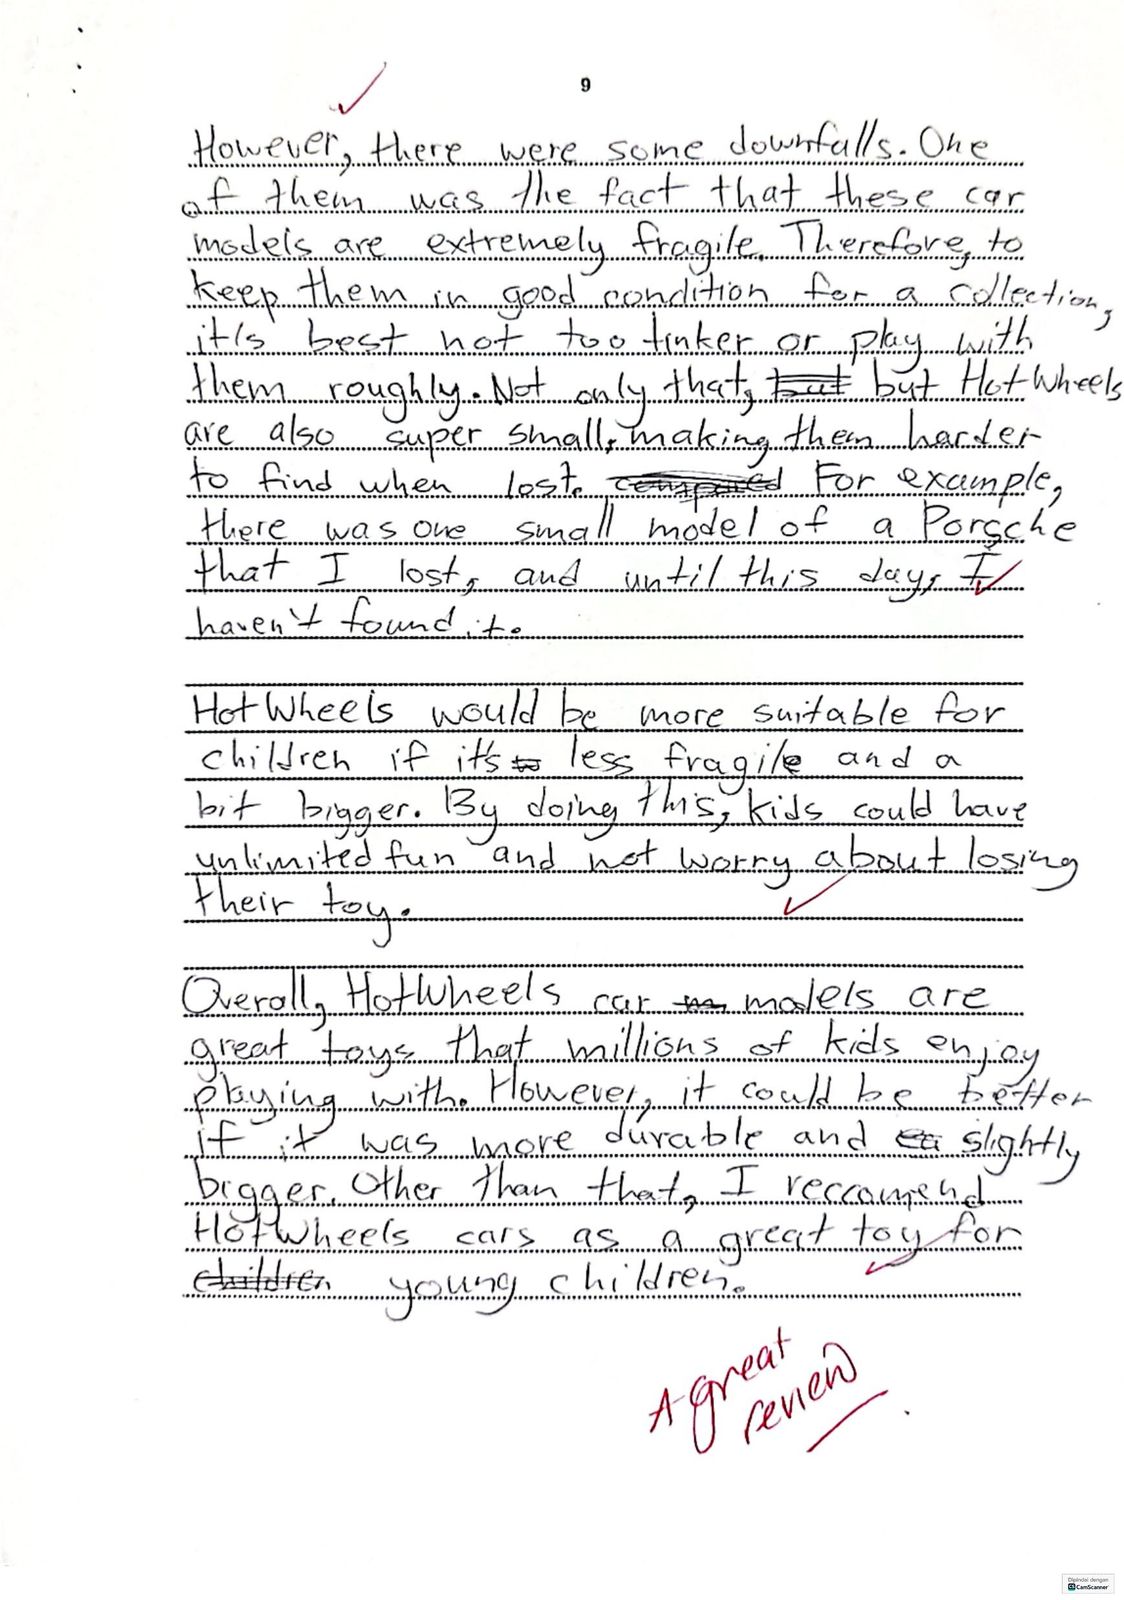 9
However, there were some downfalls. One
of them was the fact that these car
models are extremely fragile. Therefore, to
keep them in good condition for a collection,
it's best not too tinker or play with
them roughly. Not only that, but but HotWheels
are also super small, making them harder
to find when lost. compared For example,
there was one small model of a Porsche
that I lost, and until this day, I
haven't found it.
HotWheels would be more suitable for
children if it's to less fragile and a
bit bigger. By doing this, kids could have
unlimited fun and not worry about losing
their toy.
Overall, HotWheels car m models are
great toys that millions of kids enjoy
playing with. However, it could be better
if it was more durable and slightly
bigger. Other than that, I reccomend
HotWheels cars as a great toy for
children young children.
A great
review
Dipindai dengan
CS CamScanner